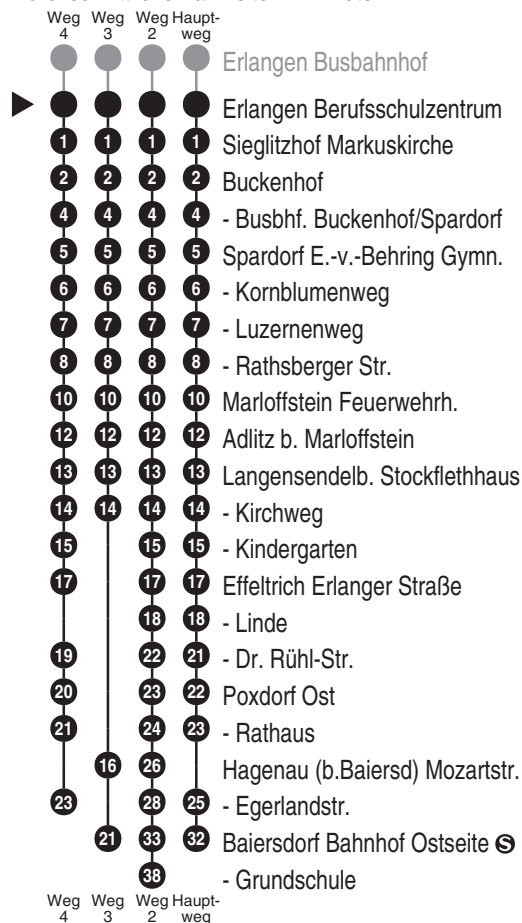 Weg Weg Weg Haupt-
4 3 2 weg
Erlangen Busbahnhof
Erlangen Berufsschulzentrum
1 1 1 1 Sieglitzhof Markuskirche
2 2 2 2 Buckenhof
4 4 4 4 - Busbhf. Buckenhof/Spardorf
5 5 5 5 Spardorf E.-v.-Behring Gymn.
6 6 6 6 - Kornblumenweg
7 7 7 7 - Luzernenweg
8 8 8 8 - Rathsberger Str.
10 10 10 10 Marloffstein Feuerwehrh.
12 12 12 12 Adlitz b. Marloffstein
13 13 13 13 Langensendelb. Stockflethhaus
14 14 14 14 - Kirchweg
15 15 15 - Kindergarten
17 17 17 Effeltrich Erlanger Straße
18 18 - Linde
19 22 21 - Dr. Rühl-Str.
20 23 22 Poxdorf Ost
21 24 23 - Rathaus
16 26 Hagenau (b.Baiersd) Mozartstr.
23 28 25 - Egerlandstr.
21 33 32 Baiersdorf Bahnhof Ostseite S
38 - Grundschule
Weg Weg Weg Haupt-
4 3 2 weg